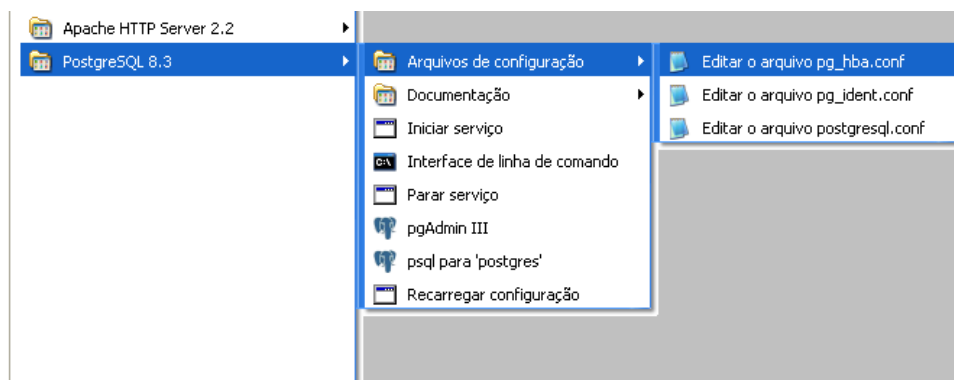 Apache HTTP Server 2.2
PostgreSQL 8.3
Arquivos de configuração
Documentação
Iniciar serviço
Interface de linha de comando
Parar serviço
pgAdmin III
psql para 'postgres'
Recarregar configuração
Editar o arquivo pg_hba.conf
Editar o arquivo pg_ident.conf
Editar o arquivo postgresql.conf